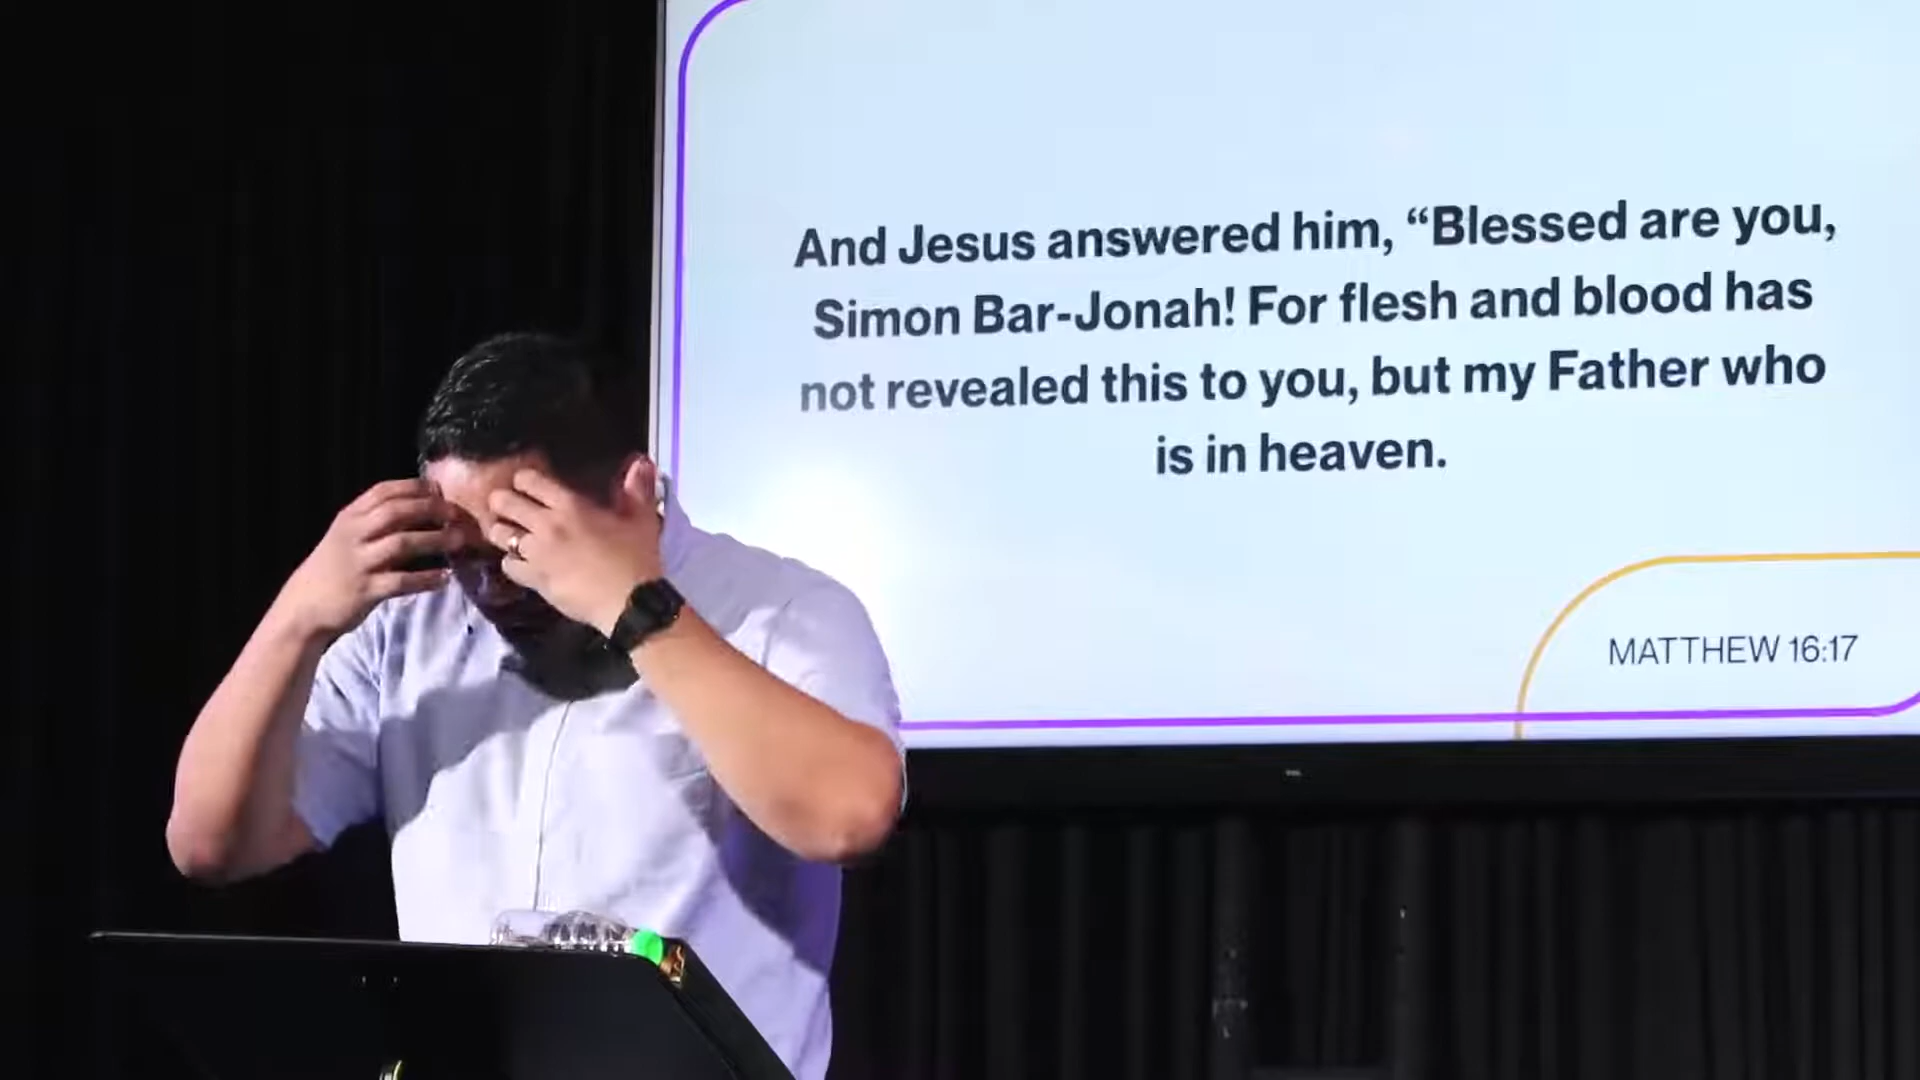 And Jesus answered him, “Blessed are you,
Simon Bar-Jonah! For flesh and blood has
not revealed this to you, but my Father who
is in heaven.
MATTHEW 16:17